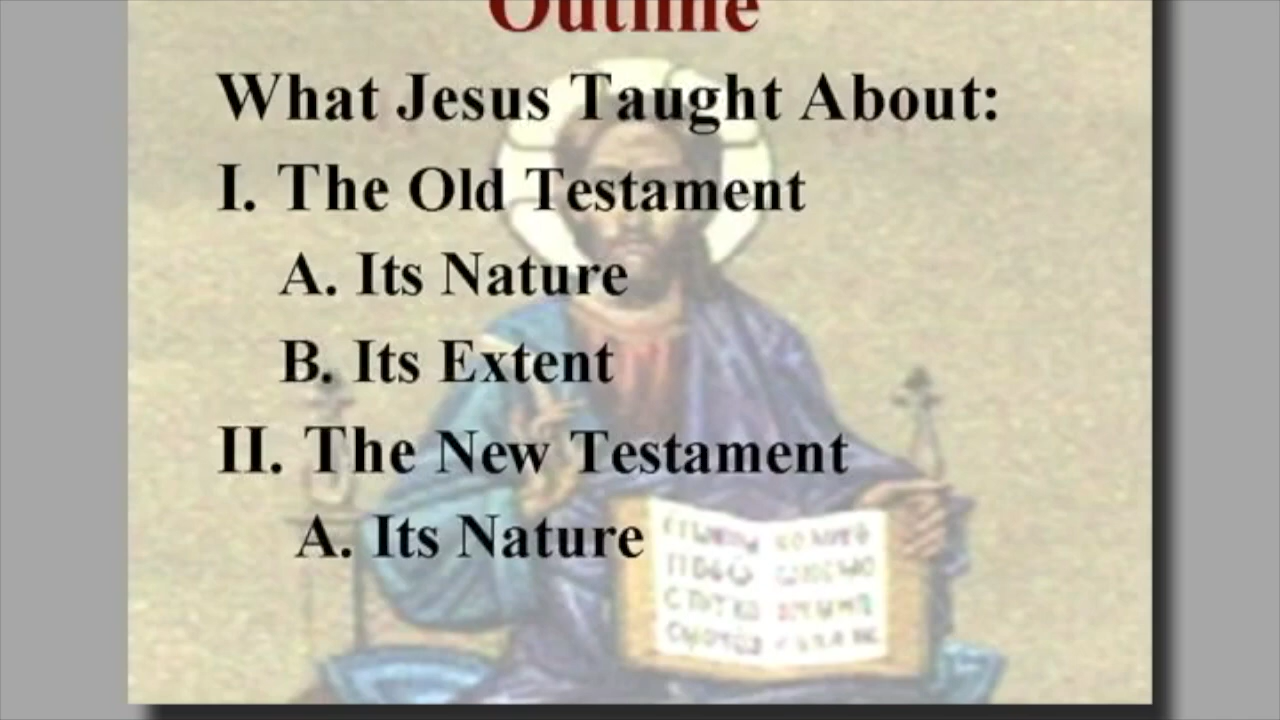 Outline
What Jesus Taught About:
I. The Old Testament
A. Its Nature
B. Its Extent
II. The New Testament
A. Its Nature